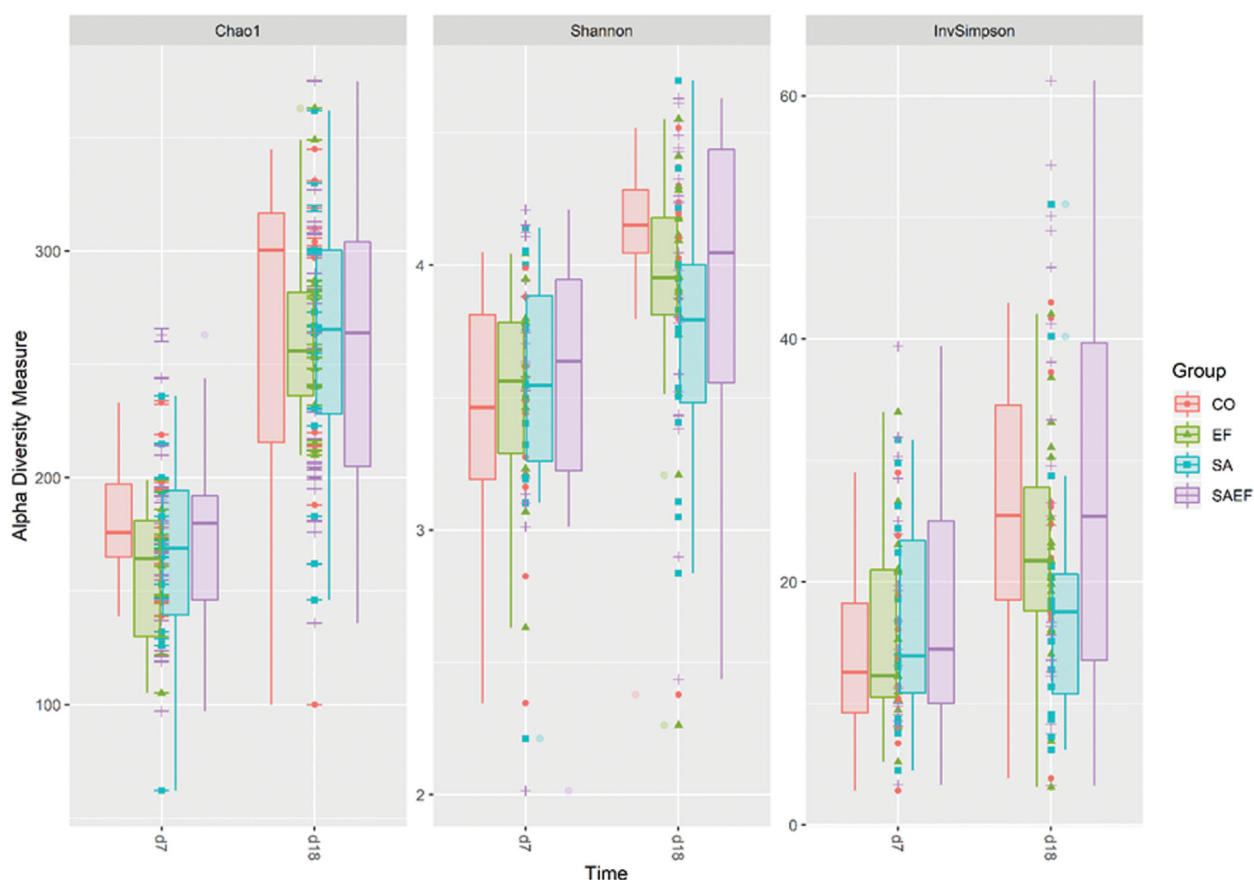 Chao1 Shannon InvSimpson
Alpha Diversity Measure
300
200
100
4
3
2
60
40
20
0
d7 d18 d7 d18 d7 d18
Time
Group
CO
EF
SA
SAEF